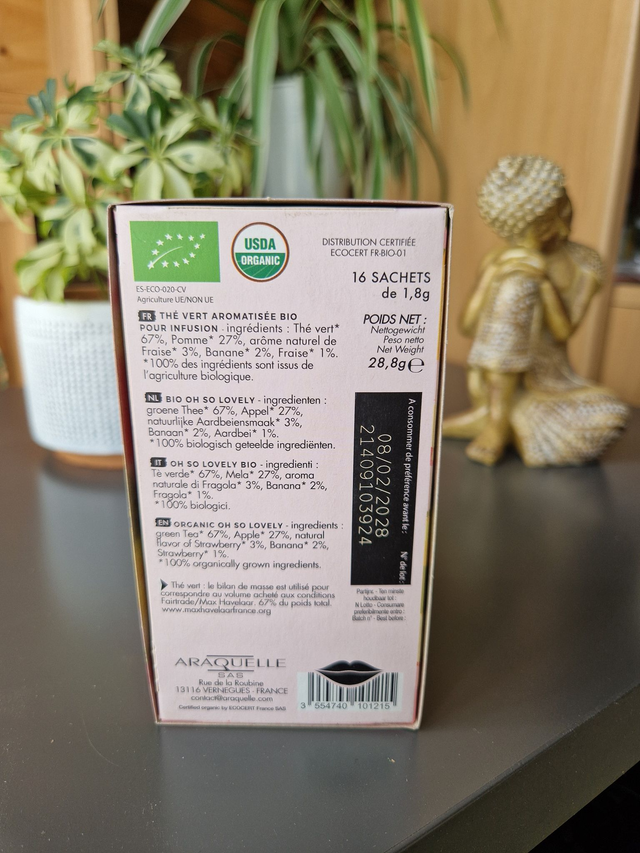 USDA
ORGANIC
DISTRIBUTION CERTIFIÉE
ECOCERT FR-BIO-01
ES-ECO-020-CV
Agriculture UE/NON UE
16 SACHETS
de 1,8g
POIDS NET :
Nettogewicht
Peso netto
Net Weight
28,8g ℮
FR THÉ VERT AROMATISÉE BIO
POUR INFUSION - ingrédients : Thé vert*
67%, Pomme* 27%, arôme naturel de
Fraise* 3%, Banane* 2%, Fraise* 1%.
*100% des ingrédients sont issus de
l'agriculture biologique.
NL BIO OH SO LOVELY - ingredienten :
groene Thee* 67%, Appel* 27%,
natuurlijke Aardbeiensmaak* 3%,
Banaan* 2%, Aardbei* 1%.
*100% biologisch geteelde ingrediënten.
IT OH SO LOVELY BIO - ingredienti :
Tè verde* 67%, Mela* 27%, aroma
naturale di Fragola* 3%, Banana* 2%,
Fragola* 1%.
*100% biologici.
EN ORGANIC OH SO LOVELY - ingredients :
green Tea* 67%, Apple* 27%, natural
flavor of Strawberry* 3%, Banana* 2%,
Strawberry* 1%.
*100% organically grown ingredients.
Thé vert : le bilan de masse est utilisé pour
correspondre au volume acheté aux conditions
Fairtrade/Max Havelaar. 67% du poids total.
www.maxhavelaarfrance.org
A consommer de préférence avant le : N° de lot :
08/02/2028
21409103924
N Lotto - Consumare
Batch n° - Best before :
ARAQUELLE
SAS
Rue de la Roubine
13116 VERNEGUES - FRANCE
contact@araquelle.com
Certified organic by ECOCERT France SAS
3 554740 101215